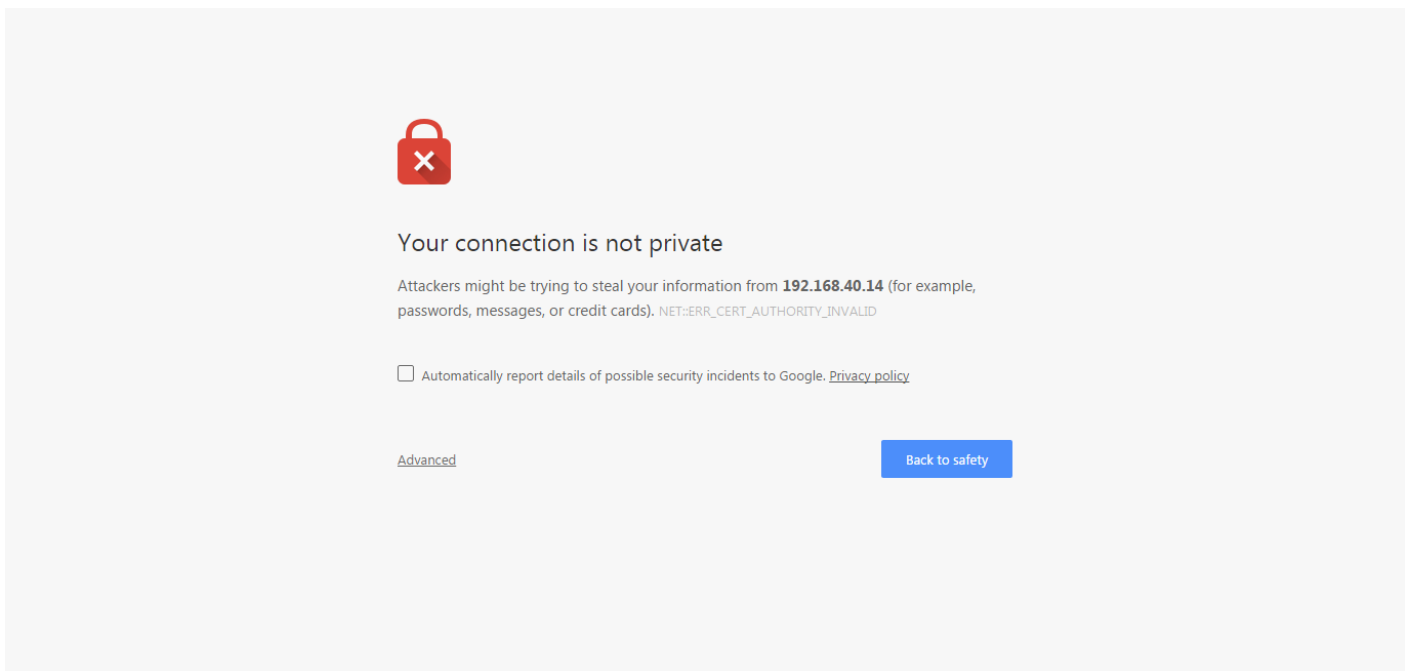 Your connection is not private
Attackers might be trying to steal your information from 192.168.40.14 (for example,
passwords, messages, or credit cards). NET::ERR_CERT_AUTHORITY_INVALID
Automatically report details of possible security incidents to Google. Privacy policy
Advanced
Back to safety